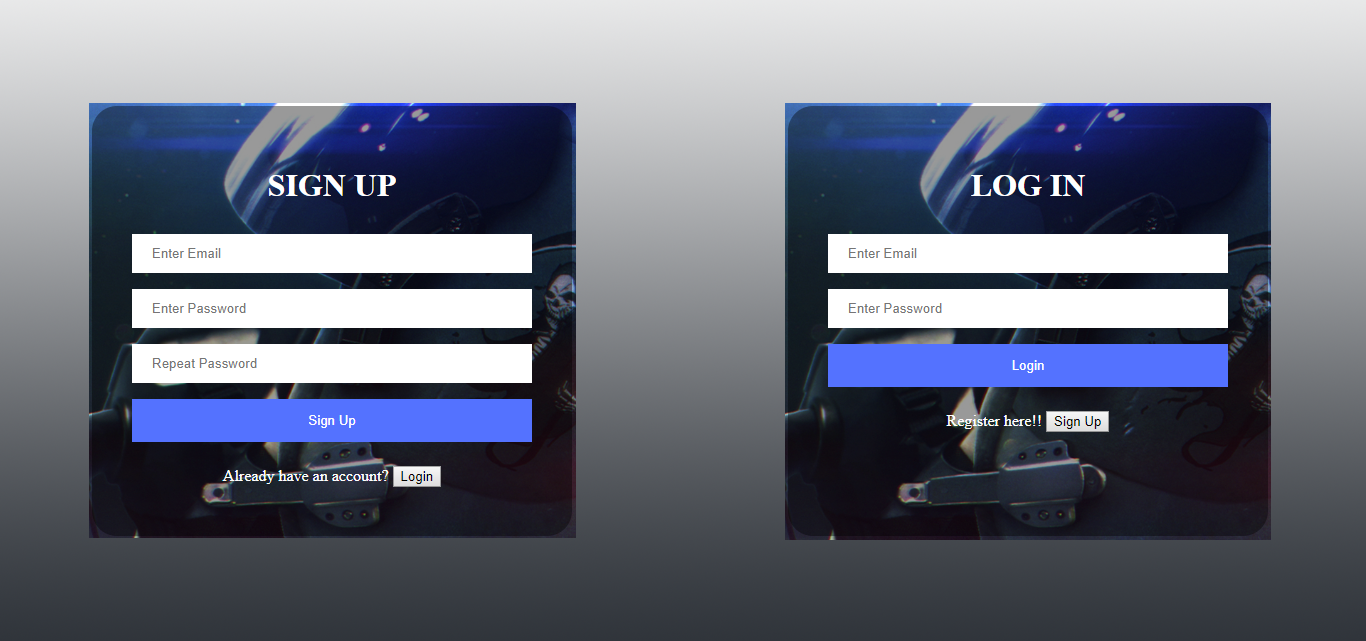 SIGN UP
Enter Email
Enter Password
Repeat Password
Sign Up
Already have an account? Login
LOG IN
Enter Email
Enter Password
Login
Register here!! Sign Up